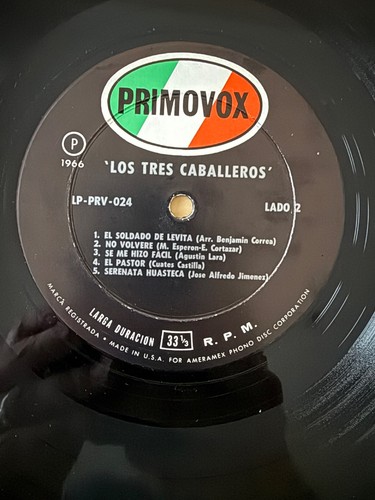 PRIMOVOX
P
1966
'LOS TRES CABALLEROS'
LP-PRV-024
LADO 2
1. EL SOLDADO DE LEVITA (Arr. Benjamin Correa)
2. NO VOLVERE (M. Esperon-E. Cortazar)
3. SE ME HIZO FACIL (Agustin Lara)
4. EL PASTOR (Cuates Castilla)
5. SERENATA HUASTECA (Jose Alfredo Jimenez)
LARGA DURACION 33 1/3 R. P. M.
MARCA REGISTRADA • MADE IN U.S.A. FOR AMERAMEX PHONO DISC CORPORATION